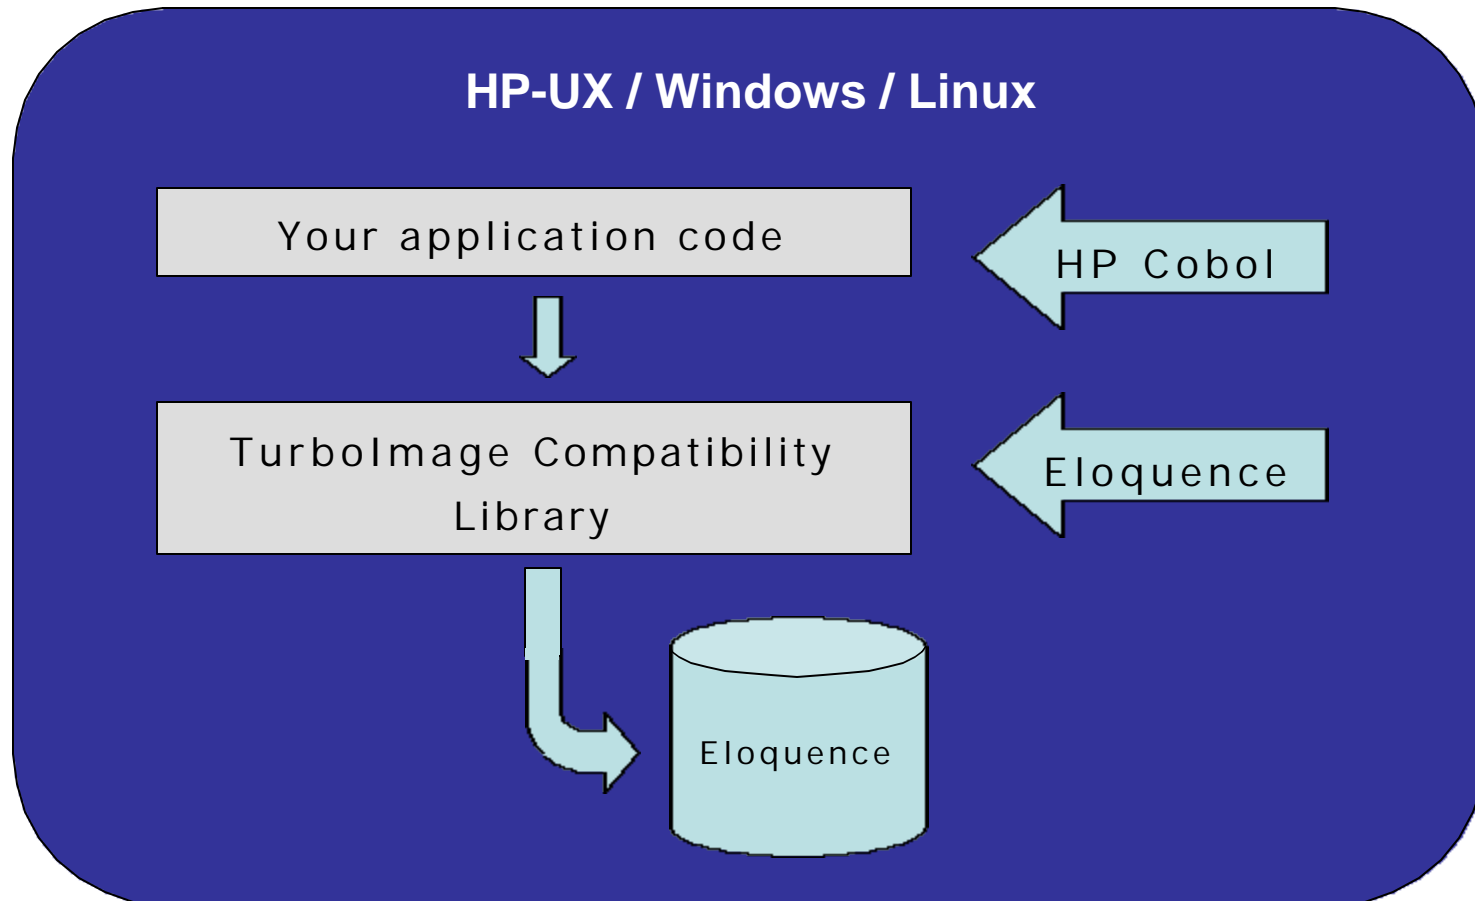 HP-UX / Windows / Linux
Your application code
HP Cobol
TurboImage Compatibility
Library
Eloquence
Eloquence